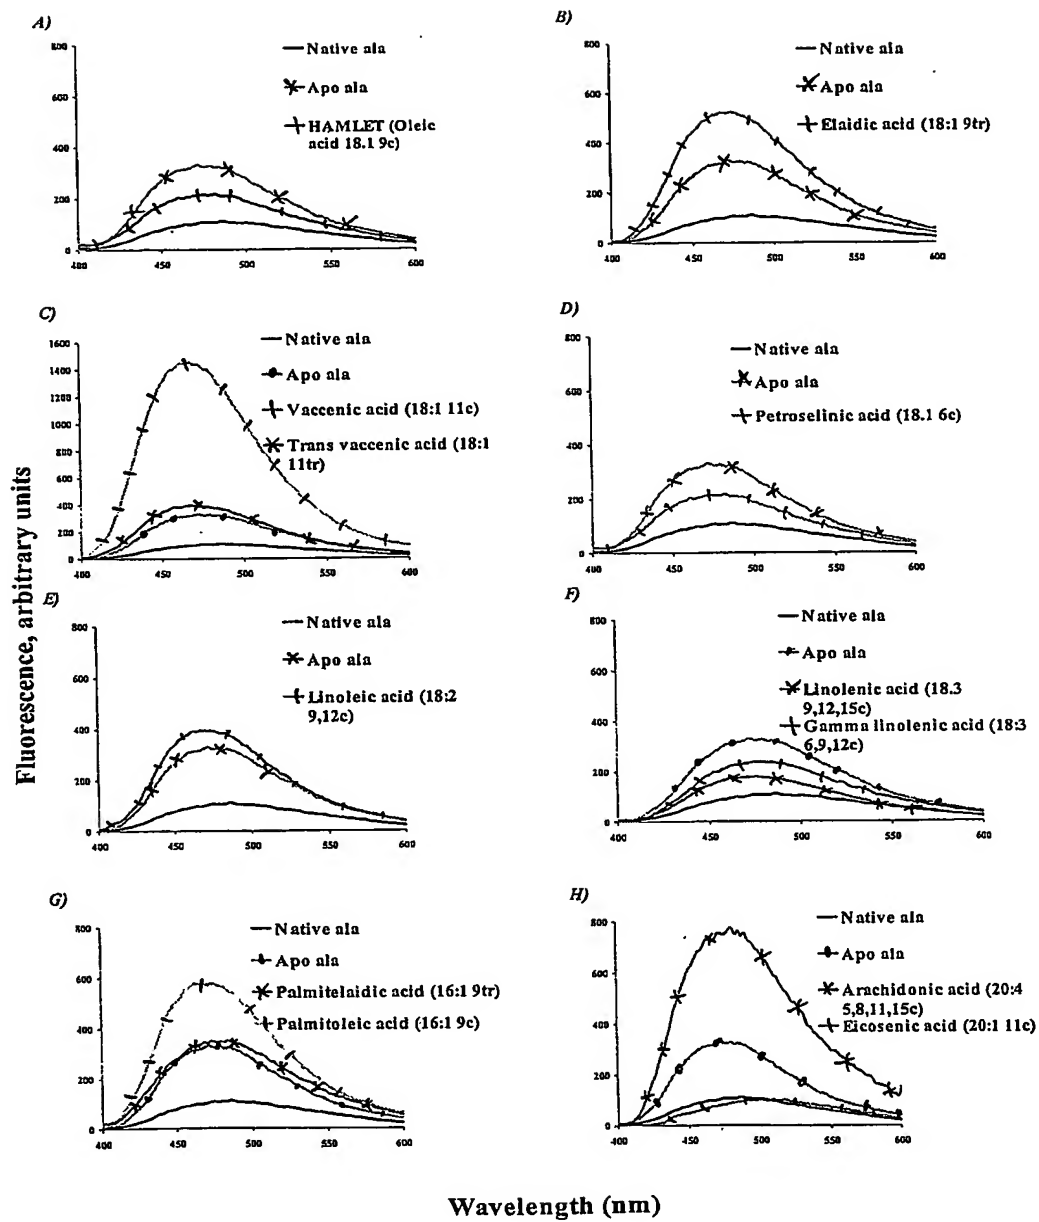 A)
800
600
400
200
0
400
450
500
550
600
Native ala
Apo ala
HAMLET (Oleic
acid 18.1 9c)
B)
800
600
400
200
0
400
450
500
550
600
Native ala
Apo ala
Elaidic acid (18:1 9tr)
C)
1600
1400
1200
1000
800
600
400
200
0
400
450
500
550
600
Native ala
Apo ala
Vaccenic acid (18:1 11c)
Trans vaccenic acid (18:1
11tr)
D)
800
600
400
200
0
400
450
500
550
600
Native ala
Apo ala
Petroselinic acid (18.1 6c)
E)
800
600
400
200
0
400
450
500
550
600
Native ala
Apo ala
Linoleic acid (18:2
9,12c)
F)
800
600
400
200
0
400
450
500
550
600
Native ala
Apo ala
Linolenic acid (18.3
9,12,15c)
Gamma linolenic acid (18:3
6,9,12c)
G)
800
600
400
200
0
400
450
500
550
600
Native ala
Apo ala
Palmitelaidic acid (16:1 9tr)
Palmitoleic acid (16:1 9c)
H)
800
600
400
200
0
400
450
500
550
600
Native ala
Apo ala
Arachidonic acid (20:4
5,8,11,15c)
Eicosenic acid (20:1 11c)
Fluorescence, arbitrary units
Wavelength (nm)